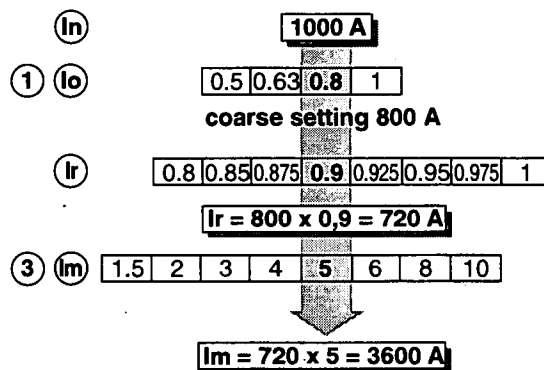 In 1000 A
1 Io 0.5 0.63 0.8 1
coarse setting 800 A
Ir 0.8 0.85 0.875 0.9 0.925 0.95 0.975 1
Ir = 800 x 0,9 = 720 A
3 Im 1.5 2 3 4 5 6 8 10
Im = 720 x 5 = 3600 A